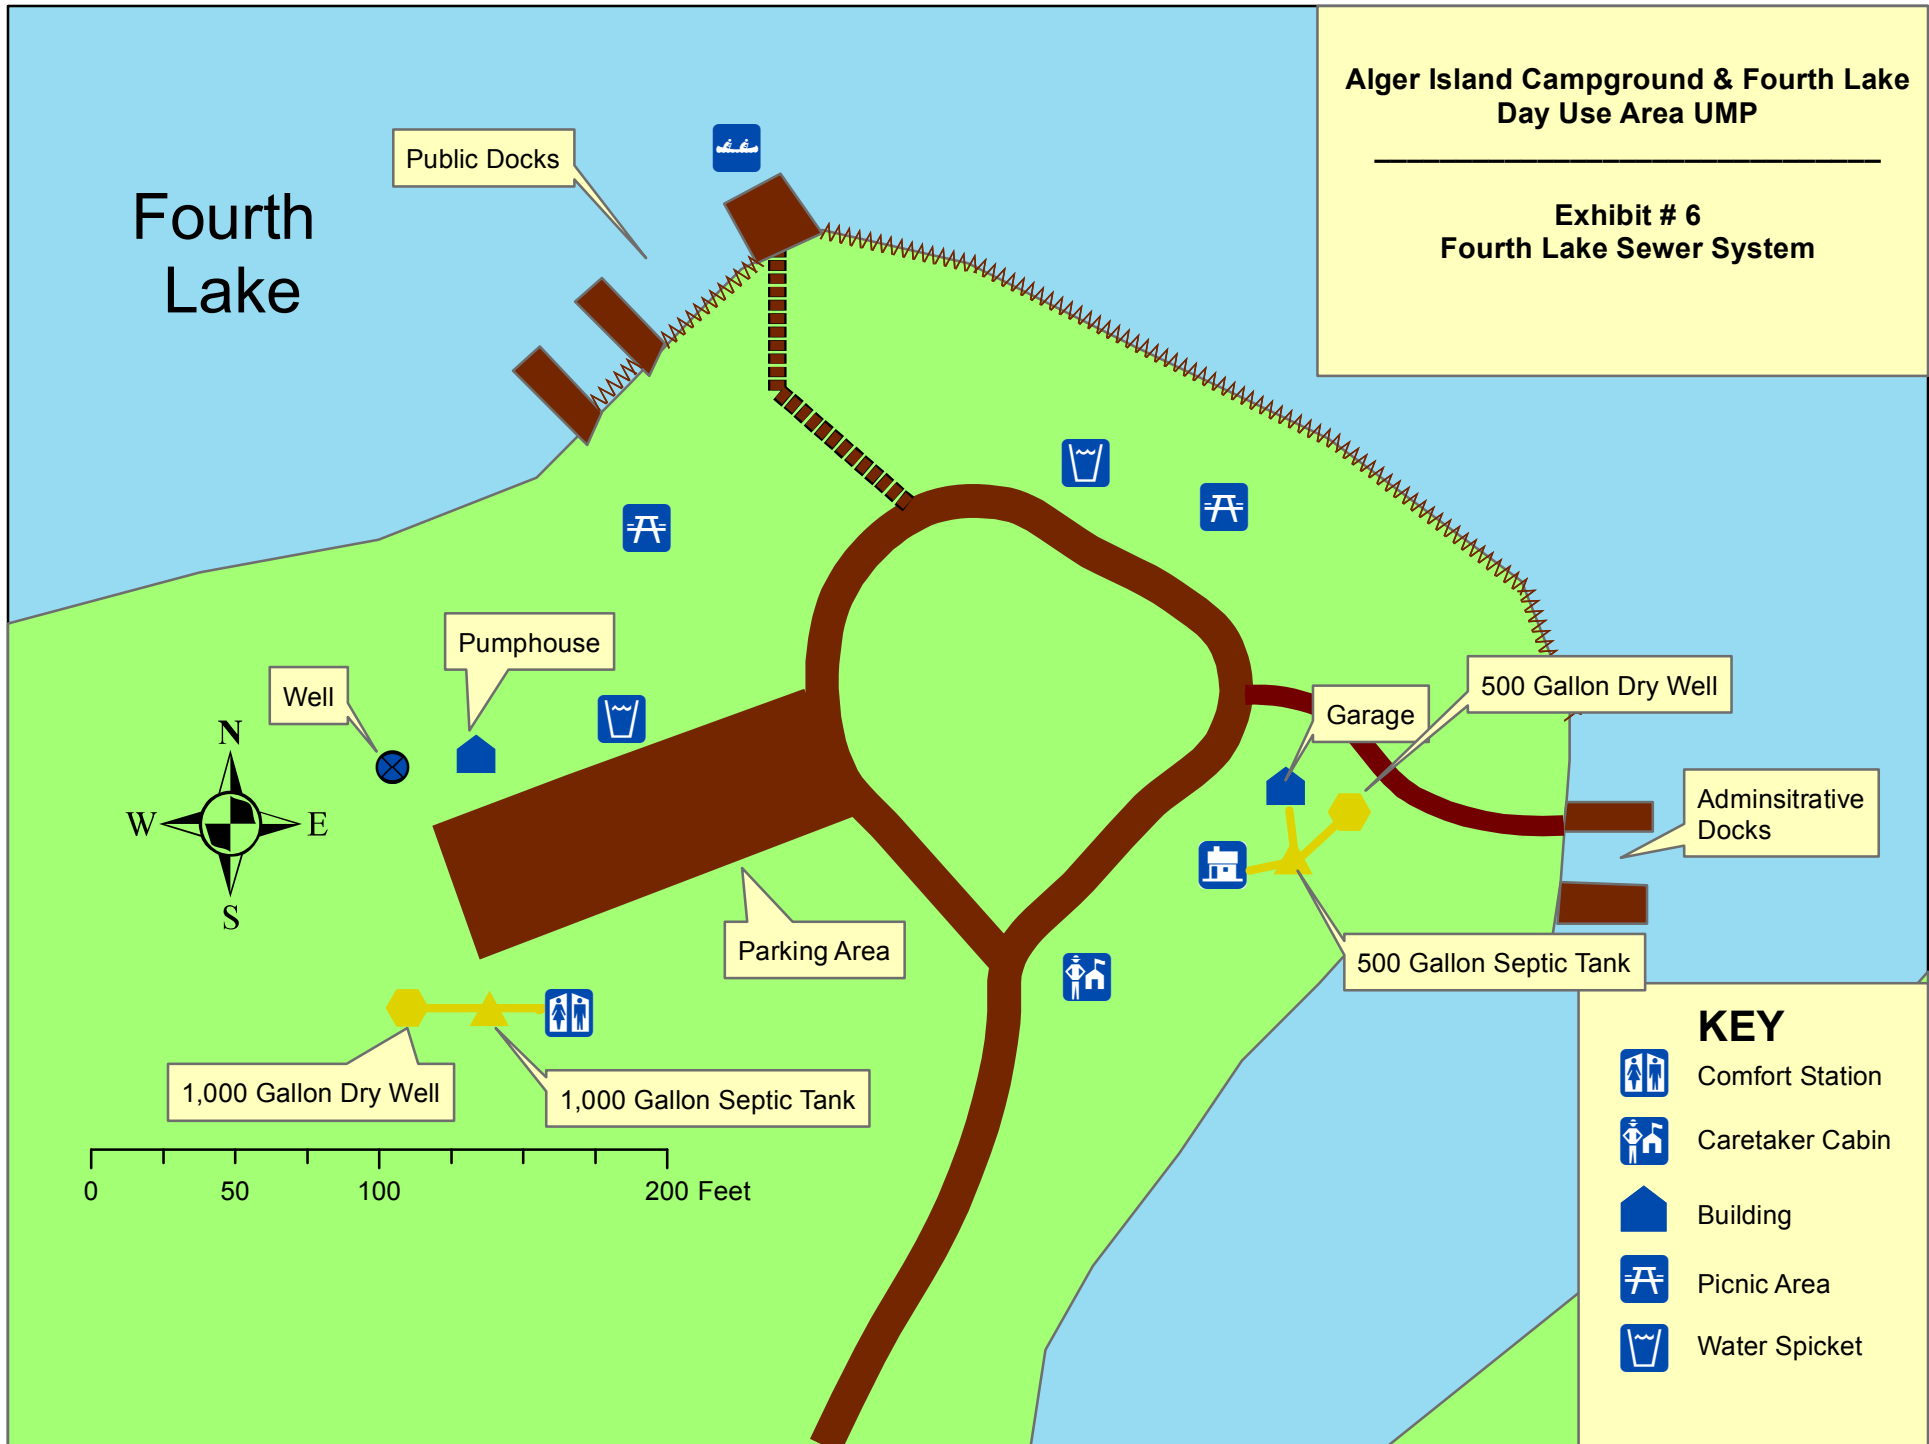 Alger Island Campground & Fourth Lake
Day Use Area UMP
Exhibit # 6
Fourth Lake Sewer System
Public Docks
Fourth
Lake
Pumphouse
Well
500 Gallon Dry Well
Garage
N
W
E
S
Adminsitrative
Docks
Parking Area
500 Gallon Septic Tank
1,000 Gallon Dry Well
1,000 Gallon Septic Tank
0 50 100 200 Feet
KEY
Comfort Station
Caretaker Cabin
Building
Picnic Area
Water Spicket